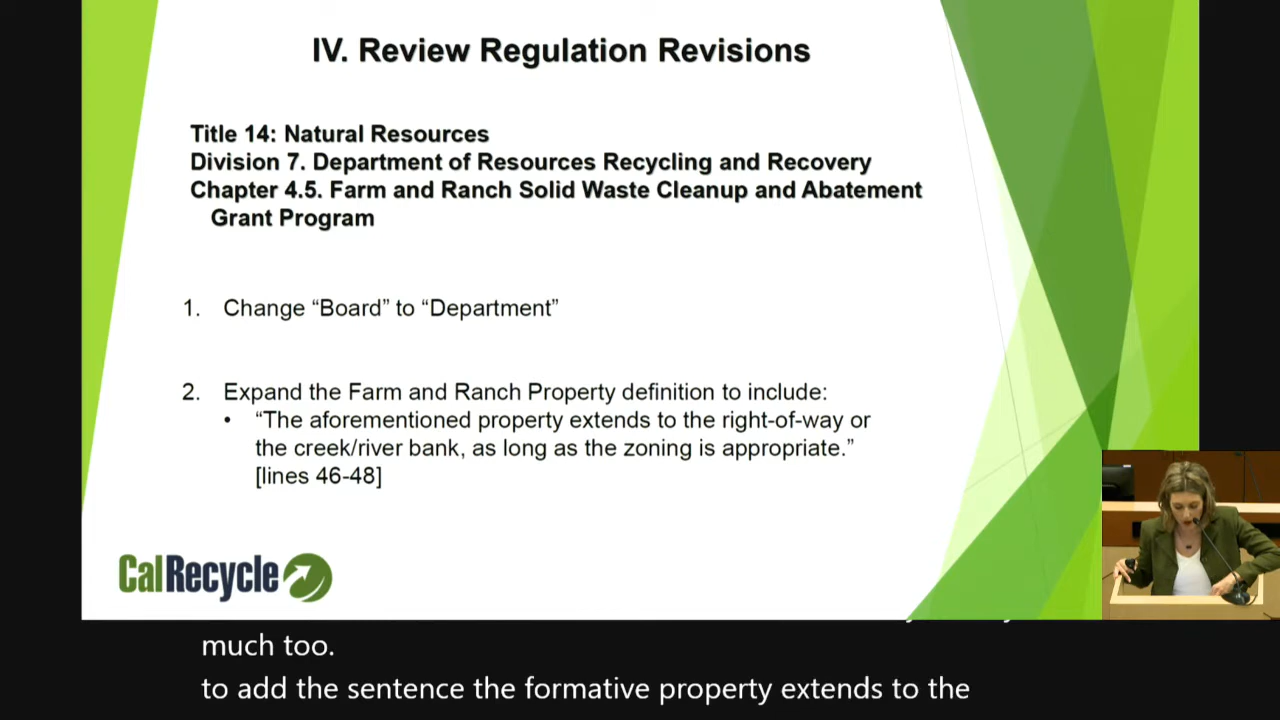 IV. Review Regulation Revisions
Title 14: Natural Resources
Division 7. Department of Resources Recycling and Recovery
Chapter 4.5. Farm and Ranch Solid Waste Cleanup and Abatement
Grant Program
1. Change “Board” to “Department”
2. Expand the Farm and Ranch Property definition to include:
• “The aforementioned property extends to the right-of-way or
the creek/river bank, as long as the zoning is appropriate.”
[lines 46-48]
CalRecycle
much too.
to add the sentence the formative property extends to the